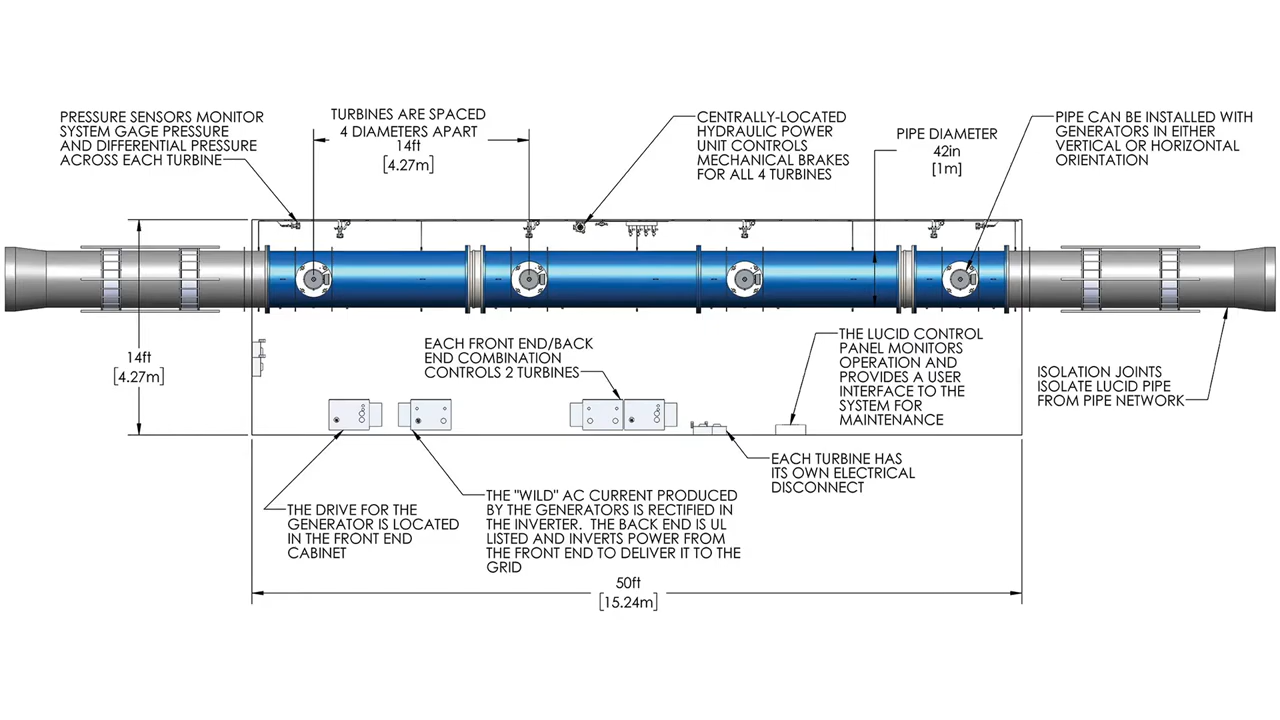 PRESSURE SENSORS MONITOR
SYSTEM GAGE PRESSURE
AND DIFFERENTIAL PRESSURE
ACROSS EACH TURBINE
TURBINES ARE SPACED
4 DIAMETERS APART
14ft
[4.27m]
CENTRALLY-LOCATED
HYDRAULIC POWER
UNIT CONTROLS
MECHANICAL BRAKES
FOR ALL 4 TURBINES
PIPE DIAMETER
42in
[1m]
PIPE CAN BE INSTALLED WITH
GENERATORS IN EITHER
VERTICAL OR HORIZONTAL
ORIENTATION
14ft
[4.27m]
EACH FRONT END/BACK
END COMBINATION
CONTROLS 2 TURBINES
THE LUCID CONTROL
PANEL MONITORS
OPERATION AND
PROVIDES A USER
INTERFACE TO THE
SYSTEM FOR
MAINTENANCE
ISOLATION JOINTS
ISOLATE LUCID PIPE
FROM PIPE NETWORK
EACH TURBINE HAS
ITS OWN ELECTRICAL
DISCONNECT
THE DRIVE FOR THE
GENERATOR IS LOCATED
IN THE FRONT END
CABINET
THE "WILD" AC CURRENT PRODUCED
BY THE GENERATORS IS RECTIFIED IN
THE INVERTER.  THE BACK END IS UL
LISTED AND INVERTS POWER FROM
THE FRONT END TO DELIVER IT TO THE
GRID
50ft
[15.24m]